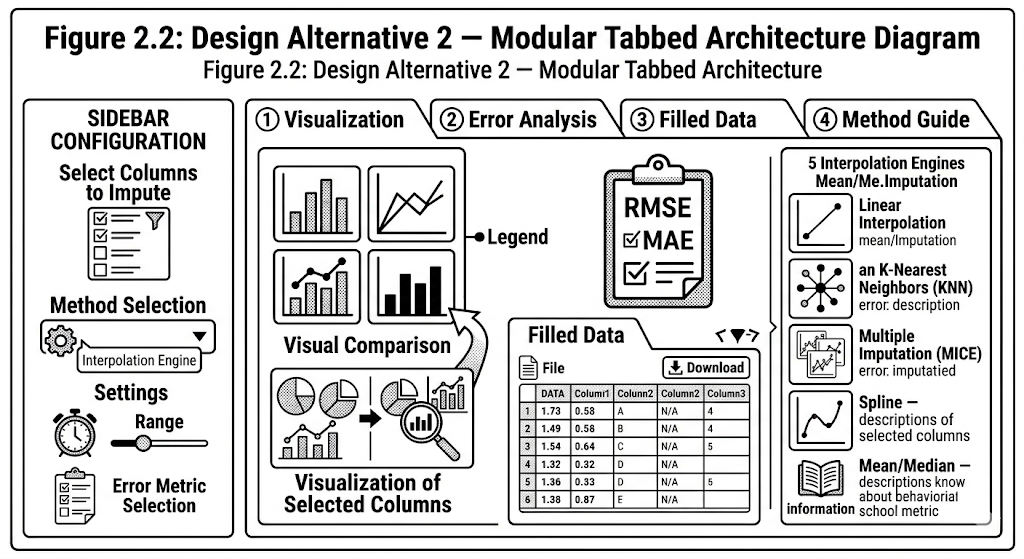 Figure 2.2: Design Alternative 2 — Modular Tabbed Architecture Diagram
Figure 2.2: Design Alternative 2 — Modular Tabbed Architecture
SIDEBAR
CONFIGURATION
Select Columns
to Impute
Method Selection
Interpolation Engine
Settings
Range
Error Metric
Selection
1 Visualization
2 Error Analysis
3 Filled Data
4 Method Guide
Legend
Visual Comparison
Visualization of
Selected Columns
RMSE
MAE
Filled Data
File
Download
DATA Column1 Colunn2 Column2 Column3
1 1.73 0.58 A N/A 4
2 1.49 0.58 B N/A 4
3 1.54 0.64 C N/A 5
4 1.32 0.32 D N/A
5 1.36 0.33 D N/A 5
6 1.38 0.87 E N/A
5 Interpolation Engines
Mean/Me.Imputation
Linear
Interpolation
mean/Imputation
an K-Nearest
Neighbors (KNN)
error: description
Multiple
Imputation (MICE)
error: imputatied
Spline —
descriptions of
selected columns
Mean/Median —
descriptions know
about behaviorial
school metric
information